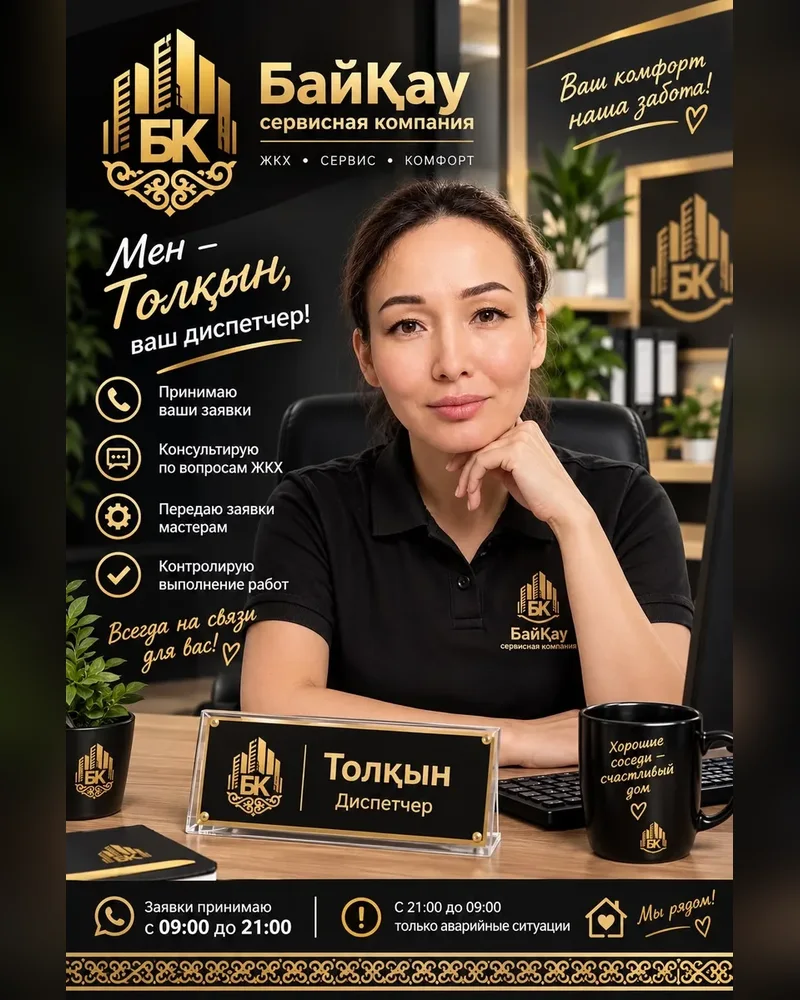 БК
БайҚау
сервисная компания
ЖКХ • СЕРВИС • КОМФОРТ
Ваш комфорт
наша забота!
БК
Мен –
Толқын,
ваш диспетчер!
Принимаю
ваши заявки
Консультирую
по вопросам ЖКХ
Передаю заявки
мастерам
Контролирую
выполнение работ
Всегда на связи
для вас!
БК
БайҚау
сервисная компания
БК
БК
Толқын
Диспетчер
Хорошие
соседи –
счастливый
дом
БК
БК
Заявки принимаю
с 09:00 до 21:00
С 21:00 до 09:00
только аварийные ситуации
Мы рядом!